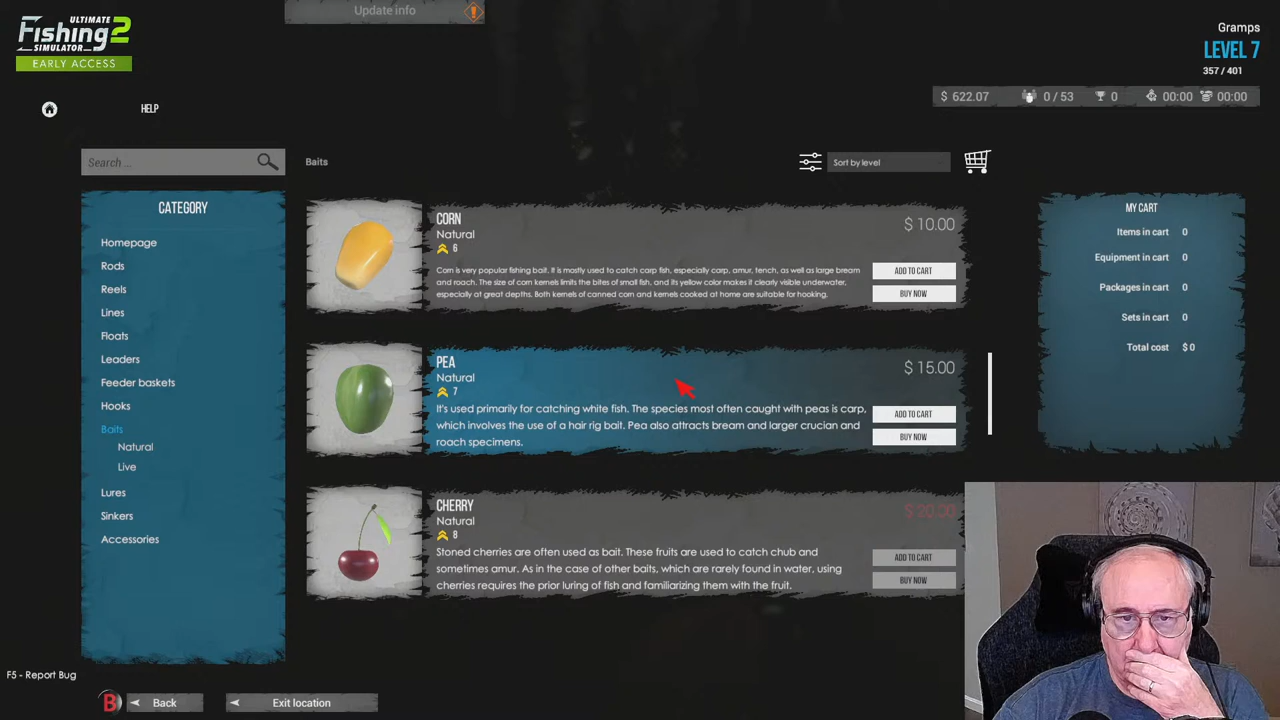 Update info
ULTIMATE
Fishing 2
SIMULATOR
EARLY ACCESS
Gramps
LEVEL 7
357 / 401
$ 622.07 0 / 53 0 00:00 00:00
HELP
Search ...
Baits
Sort by level
CATEGORY
Homepage
Rods
Reels
Lines
Floats
Leaders
Feeder baskets
Hooks
Baits
Natural
Live
Lures
Sinkers
Accessories
CORN
Natural
6
Corn is very popular fishing bait. It is mostly used to catch carp fish, especially carp, amur, tench, as well as large bream
and roach. The size of corn kernels limits the bites of small fish, and its yellow color makes it clearly visible underwater,
especially at great depths. Both kernels of canned corn and kernels cooked at home are suitable for hooking.
$ 10.00
ADD TO CART
BUY NOW
PEA
Natural
7
It's used primarily for catching white fish. The species most often caught with peas is carp,
which involves the use of a hair rig bait. Pea also attracts bream and larger crucian and
roach specimens.
$ 15.00
ADD TO CART
BUY NOW
CHERRY
Natural
8
Stoned cherries are often used as bait. These fruits are used to catch chub and
sometimes amur. As in the case of other baits, which are rarely found in water, using
cherries requires the prior luring of fish and familiarizing them with the fruit.
$ 20.00
ADD TO CART
BUY NOW
MY CART
Items in cart 0
Equipment in cart 0
Packages in cart 0
Sets in cart 0
Total cost $ 0
F5 - Report Bug
B Back
Exit location